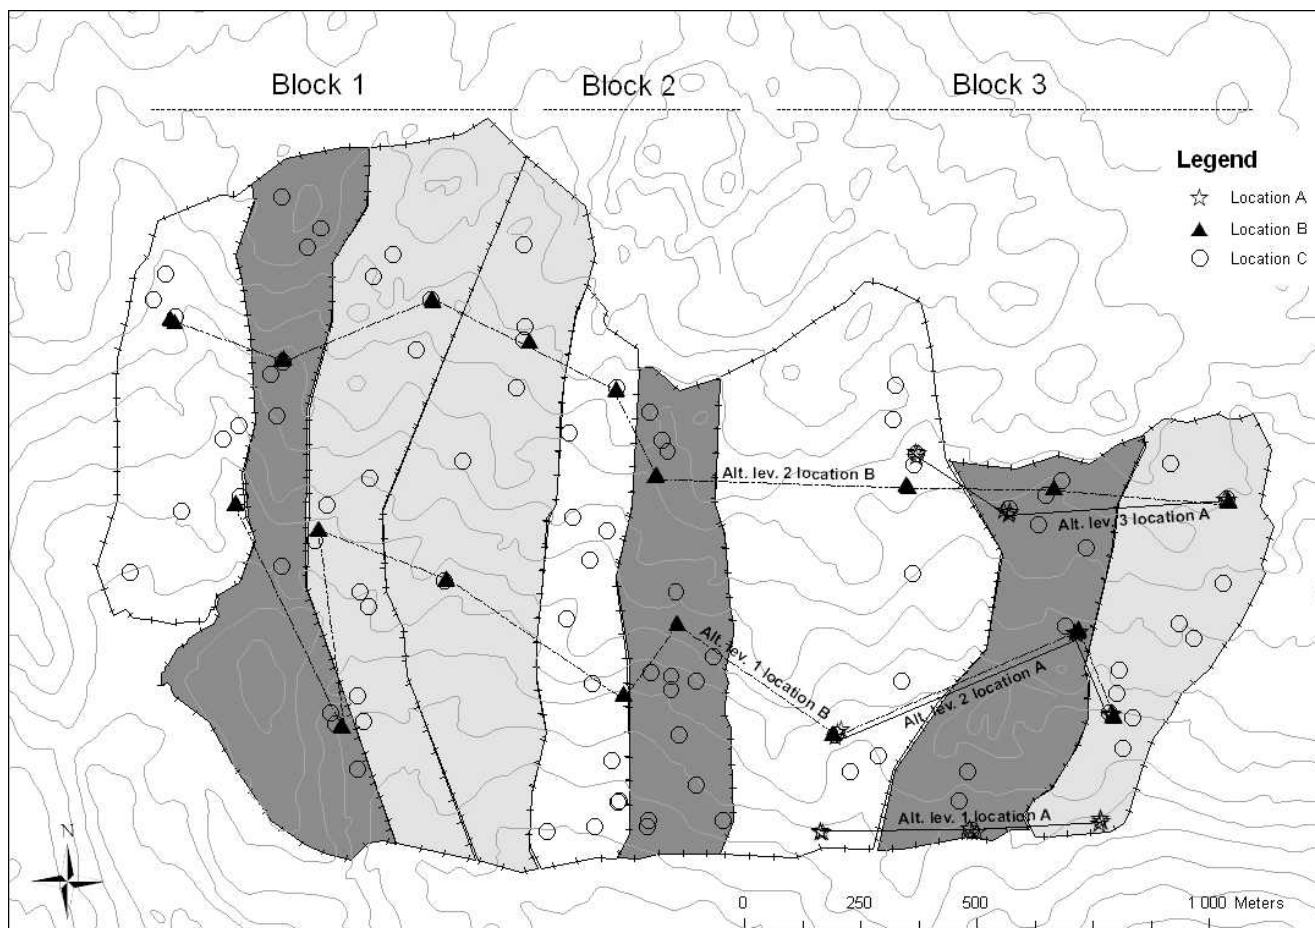 Block 1
Block 2
Block 3
Legend
Location A
Location B
Location C
Alt. lev. 2 location B
Alt. lev. 3 location A
Alt. lev. 1 location B
Alt. lev. 2 location A
Alt. lev. 1 location A
N
0 250 500 1 000 Meters